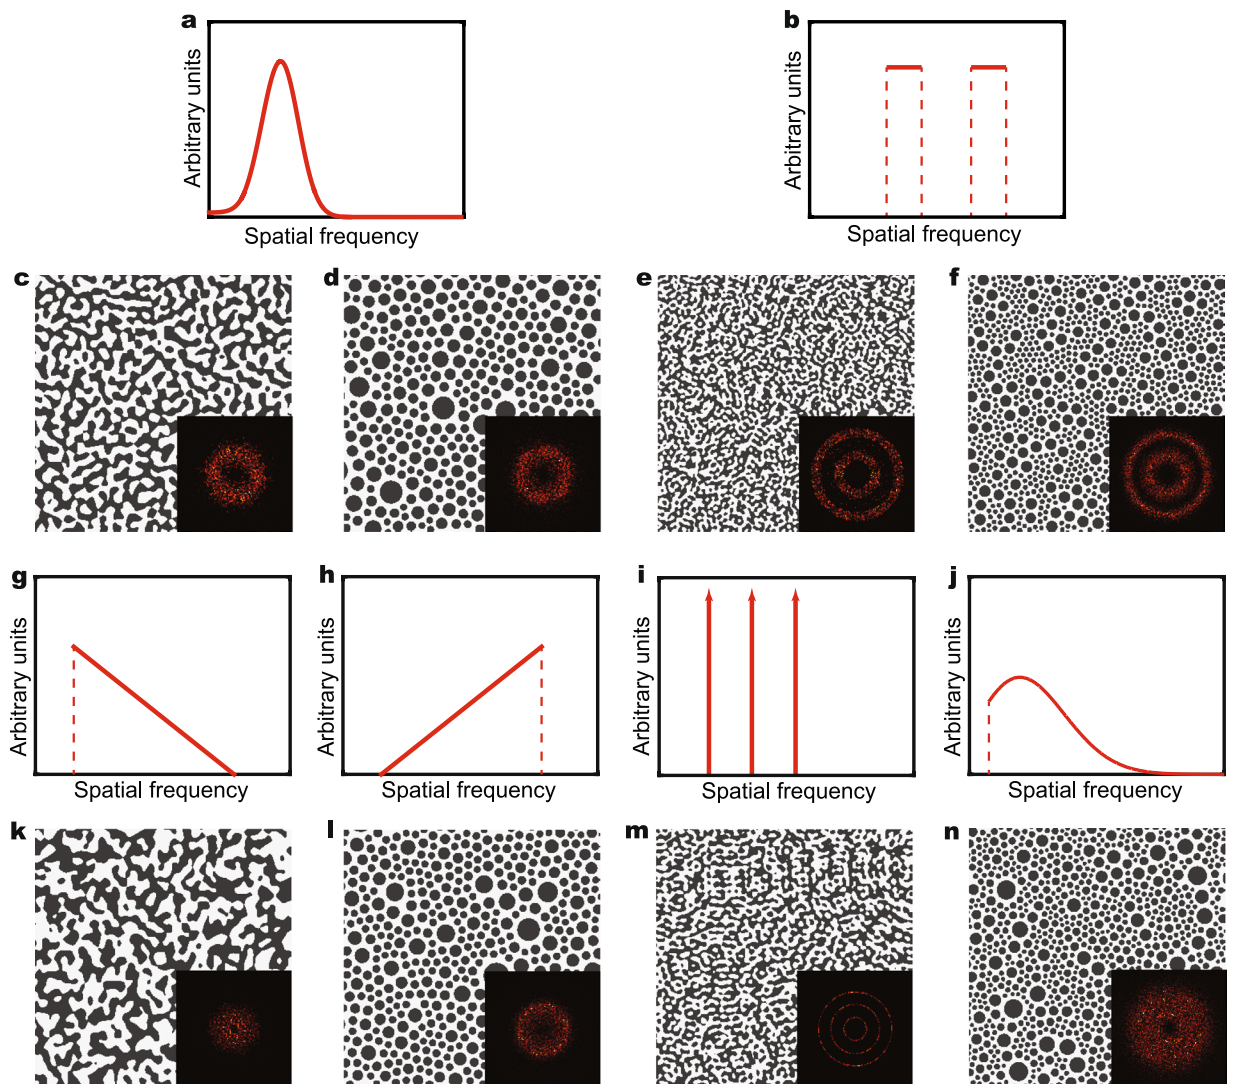 a
b
Arbitrary units
Arbitrary units
Spatial frequency
Spatial frequency
c
d
e
f
g
h
i
j
Arbitrary units
Arbitrary units
Arbitrary units
Arbitrary units
Spatial frequency
Spatial frequency
Spatial frequency
Spatial frequency
k
l
m
n